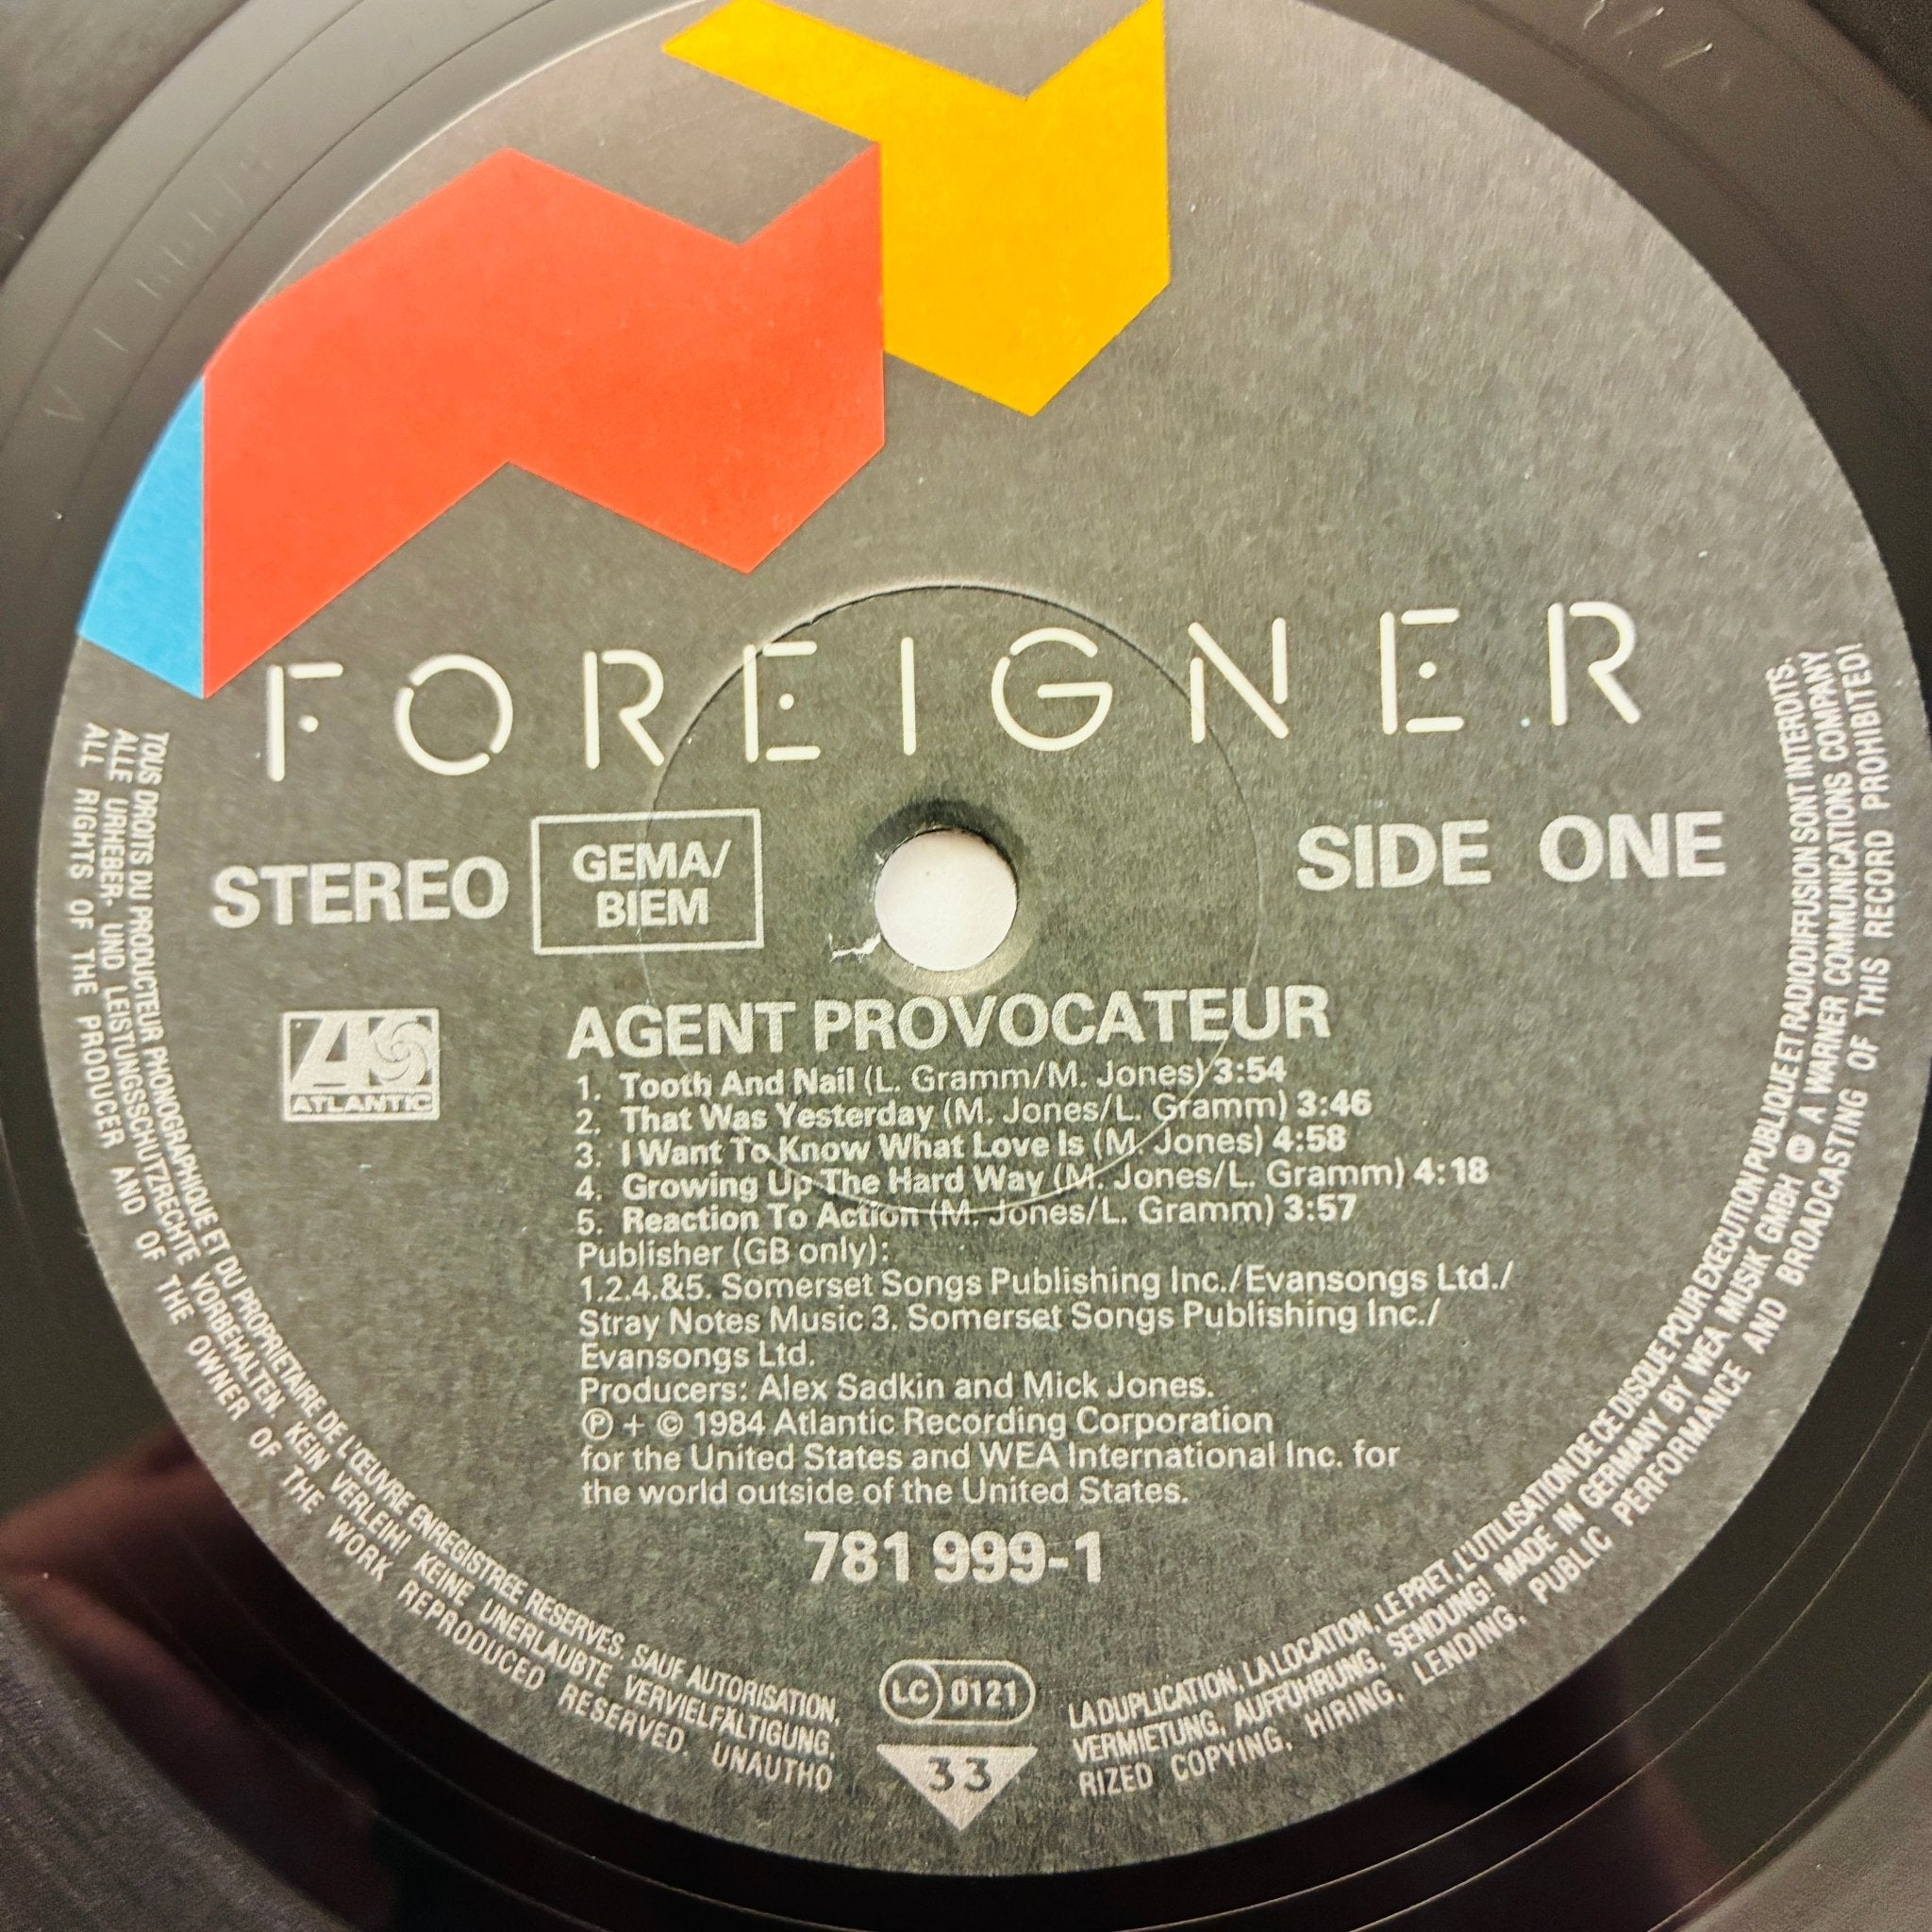 FOREIGNER
STEREO
GEMA/
BIEM
SIDE ONE
ATLANTIC
AGENT PROVOCATEUR
1. Tooth And Nail (L. Gramm/M. Jones) 3:54
2. That Was Yesterday (M. Jones/L. Gramm) 3:46
3. I Want To Know What Love Is (M. Jones) 4:58
4. Growing Up The Hard Way (M. Jones/L. Gramm) 4:18
5. Reaction To Action (M. Jones/L. Gramm) 3:57
Publisher (GB only):
1.2.4.&5. Somerset Songs Publishing Inc./Evansongs Ltd./
Stray Notes Music 3. Somerset Songs Publishing Inc./
Evansongs Ltd.
Producers: Alex Sadkin and Mick Jones.
Ⓟ + © 1984 Atlantic Recording Corporation
for the United States and WEA International Inc. for
the world outside of the United States.
781 999-1
LC 0121
33
TOUS DROITS DU PRODUCTEUR PHONOGRAPHIQUE ET DU PROPRIETAIRE DE L'ŒUVRE ENREGISTREE RESERVES. SAUF AUTORISATION, LA DUPLICATION, LA LOCATION, LE PRET, L'UTILISATION DE CE DISQUE POUR EXECUTION PUBLIQUE ET RADIODIFFUSION SONT INTERDITS.
ALLE URHEBER- UND LEISTUNGSSCHUTZRECHTE VORBEHALTEN. KEIN VERLEIH! KEINE UNERLAUBTE VERVIELFÄLTIGUNG, VERMIETUNG, AUFFÜHRUNG, SENDUNG! MADE IN GERMANY BY WEA MUSIK GMBH A WARNER COMMUNICATIONS COMPANY
ALL RIGHTS OF THE PRODUCER AND OF THE OWNER OF THE WORK REPRODUCED RESERVED. UNAUTHORIZED COPYING, HIRING, LENDING, PUBLIC PERFORMANCE AND BROADCASTING OF THIS RECORD PROHIBITED!